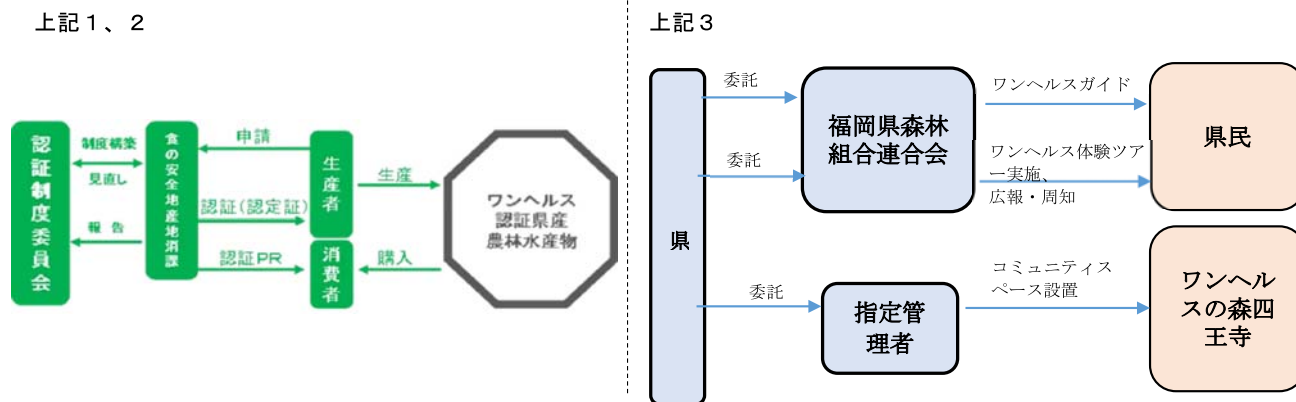 上記１、２
認証制度委員会
制度構築
見直し
報告
食の安全地産地消課
申請
認証(認定証)
認証PR
生産者
消費者
生産
購入
ワンヘルス
認証県産
農林水産物
上記３
県
委託
委託
委託
福岡県森林
組合連合会
指定管
理者
ワンヘルスガイド
ワンヘルス体験ツア
ー実施、
広報・周知
コミュニティス
ペース設置
県民
ワンヘル
スの森四
王寺